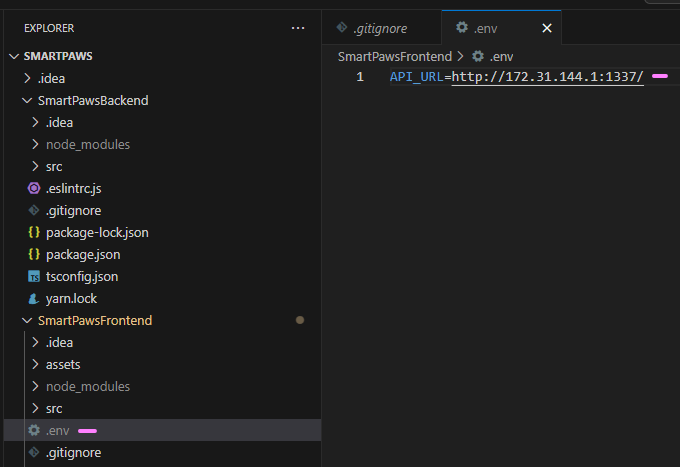 EXPLORER
SMARTPAWS
.idea
SmartPawsBackend
.idea
node_modules
src
.eslintrc.js
.gitignore
{} package-lock.json
{} package.json
TS tsconfig.json
yarn.lock
SmartPawsFrontend
.idea
assets
node_modules
src
.env
.gitignore
.gitignore
.env
SmartPawsFrontend > .env
1 API_URL=http://172.31.144.1:1337/